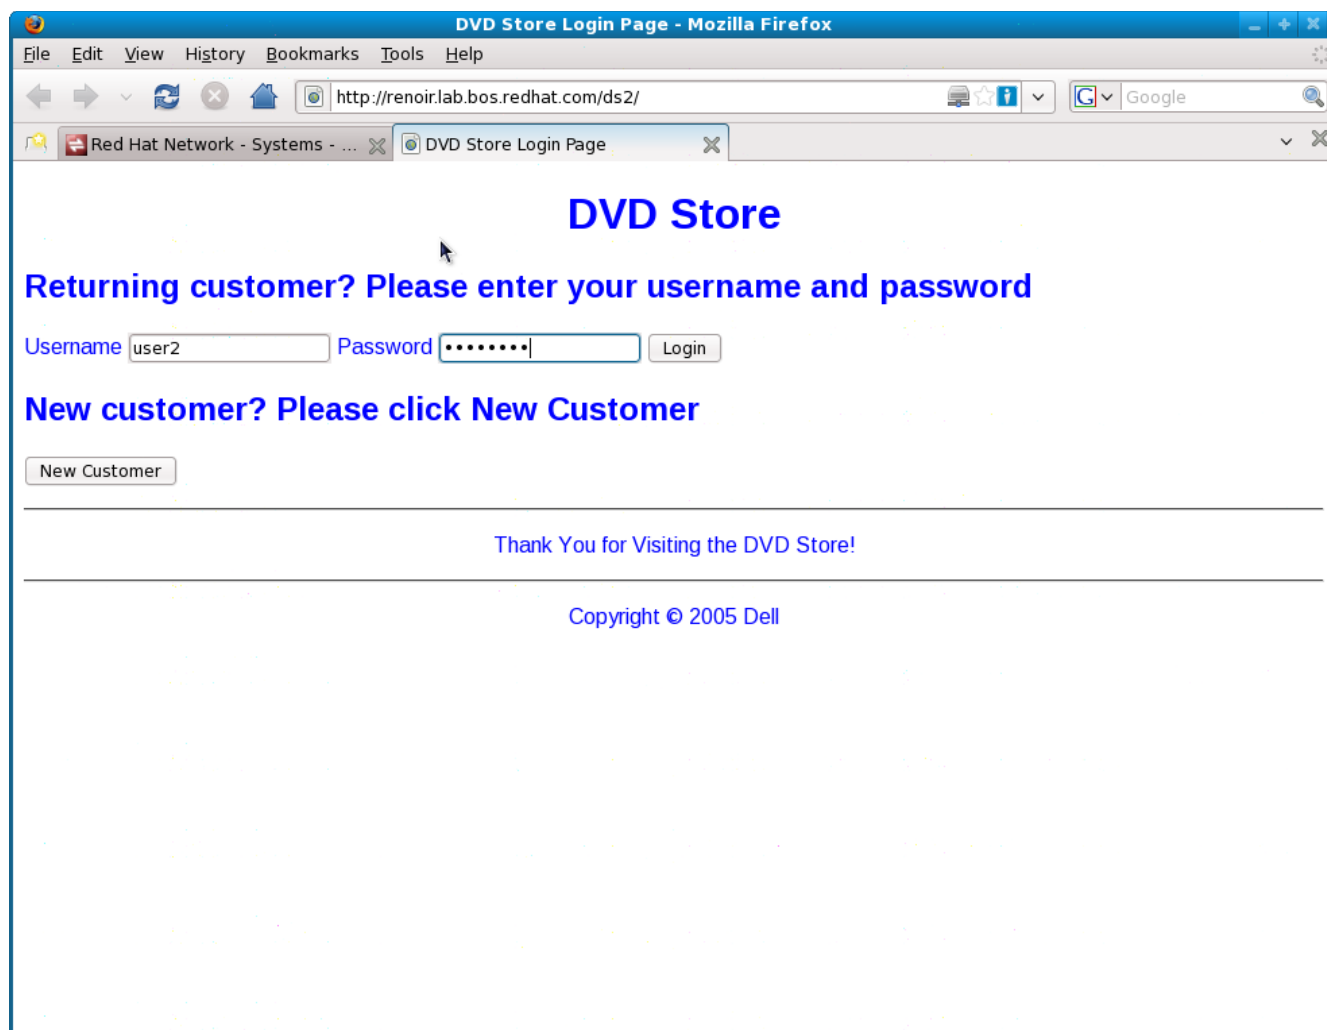 DVD Store Login Page - Mozilla Firefox
File Edit View History Bookmarks Tools Help
http://renoir.lab.bos.redhat.com/ds2/ G Google
Red Hat Network - Systems - ... DVD Store Login Page
DVD Store
Returning customer? Please enter your username and password
Username user2 Password •••••••• Login
New customer? Please click New Customer
New Customer
Thank You for Visiting the DVD Store!
Copyright © 2005 Dell